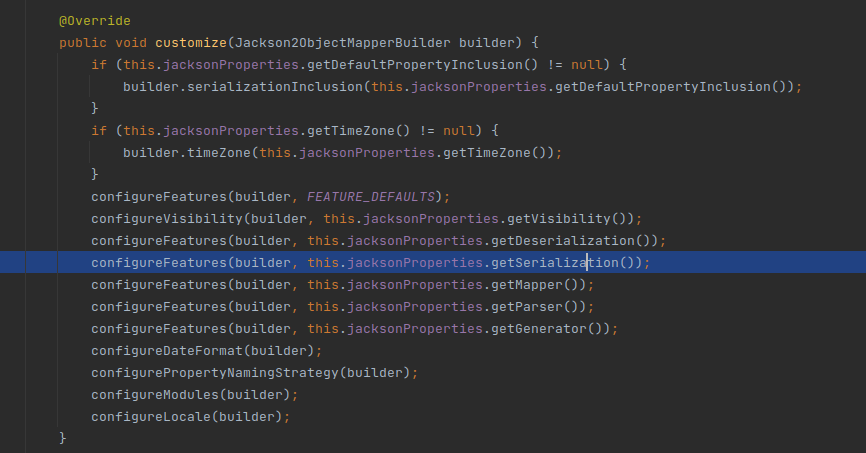 @Override
public void customize(Jackson2ObjectMapperBuilder builder) {
if (this.jacksonProperties.getDefaultPropertyInclusion() != null) {
builder.serializationInclusion(this.jacksonProperties.getDefaultPropertyInclusion());
}
if (this.jacksonProperties.getTimeZone() != null) {
builder.timeZone(this.jacksonProperties.getTimeZone());
}
configureFeatures(builder, FEATURE_DEFAULTS);
configureVisibility(builder, this.jacksonProperties.getVisibility());
configureFeatures(builder, this.jacksonProperties.getDeserialization());
configureFeatures(builder, this.jacksonProperties.getSerialization());
configureFeatures(builder, this.jacksonProperties.getMapper());
configureFeatures(builder, this.jacksonProperties.getParser());
configureFeatures(builder, this.jacksonProperties.getGenerator());
configureDateFormat(builder);
configurePropertyNamingStrategy(builder);
configureModules(builder);
configureLocale(builder);
}